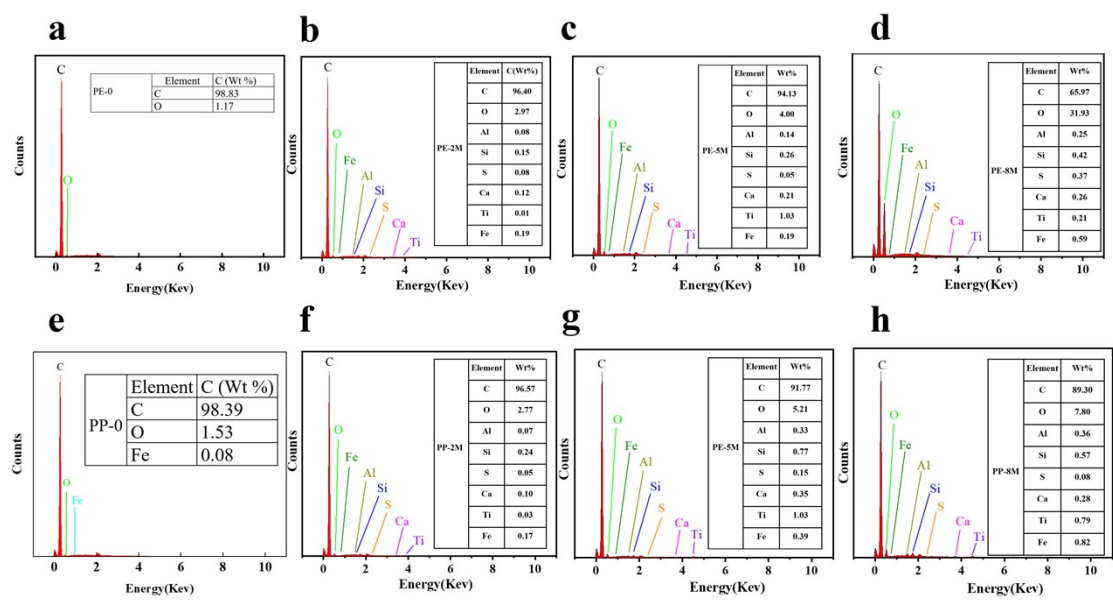 a
Counts
C
O
PE-0
Element C (Wt %)
C 98.83
O 1.17
0 2 4 6 8 10
Energy(Kev)
b
Counts
C
O
Fe
Al
Si
S
Ca
Ti
PE-2M
Element C(Wt%)
C 96.40
O 2.97
Al 0.08
Si 0.15
S 0.08
Ca 0.12
Ti 0.01
Fe 0.19
0 2 4 6 8 10
Energy(Kev)
c
Counts
C
O
Fe
Al
Si
S
Ca
Ti
PE-5M
Element Wt%
C 94.13
O 4.00
Al 0.14
Si 0.26
S 0.05
Ca 0.21
Ti 1.03
Fe 0.19
0 2 4 6 8 10
Energy(Kev)
d
Counts
C
O
Fe
Al
Si
S
Ca
Ti
PE-8M
Element Wt%
C 65.97
O 31.93
Al 0.25
Si 0.42
S 0.37
Ca 0.26
Ti 0.21
Fe 0.59
0 2 4 6 8 10
Energy(Kev)
e
Counts
C
O
Fe
PP-0
Element C (Wt %)
C 98.39
O 1.53
Fe 0.08
0 2 4 6 8 10
Energy(Kev)
f
Counts
C
O
Fe
Al
Si
S
Ca
Ti
PP-2M
Element Wt%
C 96.57
O 2.77
Al 0.07
Si 0.24
S 0.05
Ca 0.10
Ti 0.03
Fe 0.17
0 2 4 6 8 10
Energy(Kev)
g
Counts
C
O
Fe
Al
Si
S
Ca
Ti
PE-5M
Element Wt%
C 91.77
O 5.21
Al 0.33
Si 0.77
S 0.15
Ca 0.35
Ti 1.03
Fe 0.39
0 2 4 6 8 10
Energy(Kev)
h
Counts
C
O
Fe
Al
Si
S
Ca
Ti
PP-8M
Element Wt%
C 89.30
O 7.80
Al 0.36
Si 0.57
S 0.08
Ca 0.28
Ti 0.79
Fe 0.82
0 2 4 6 8 10
Energy(Kev)